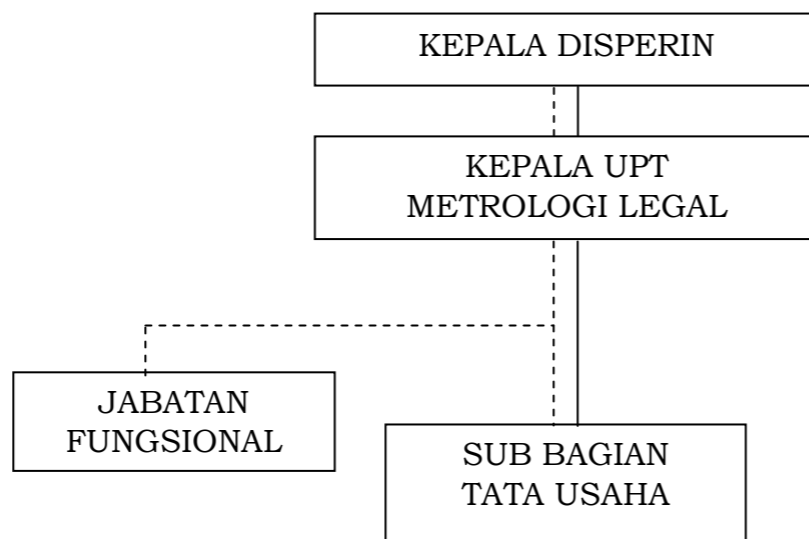 KEPALA DISPERIN
KEPALA UPT
METROLOGI LEGAL
JABATAN
FUNGSIONAL
SUB BAGIAN
TATA USAHA